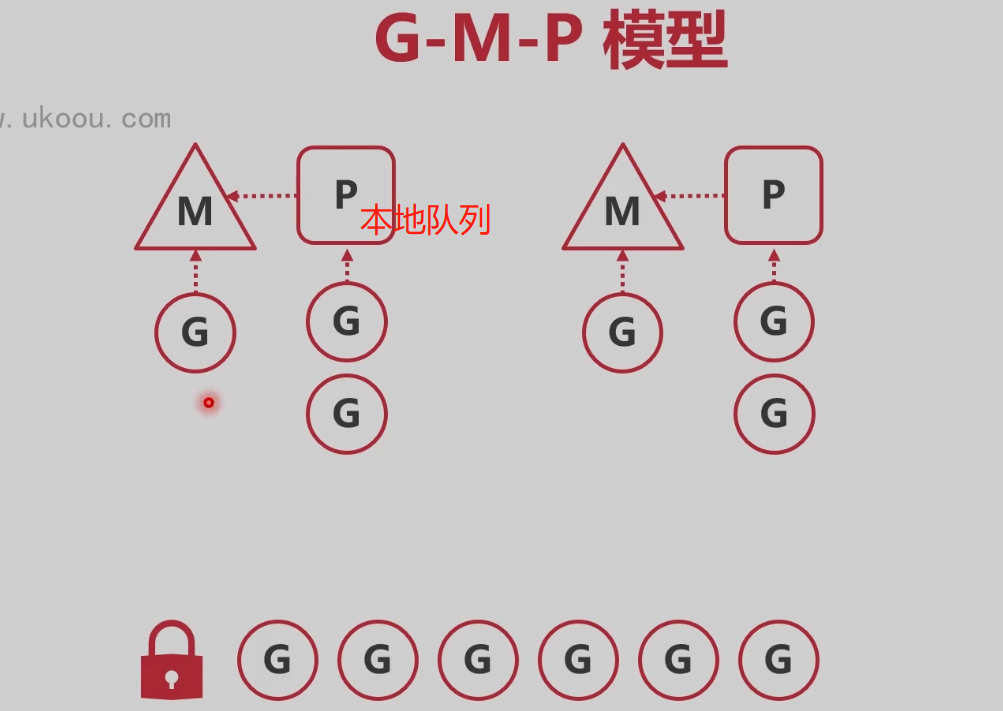 G-M-P 模型
.ukoou.com
M P M P
本地队列
G G G G
G G
G G G G G G